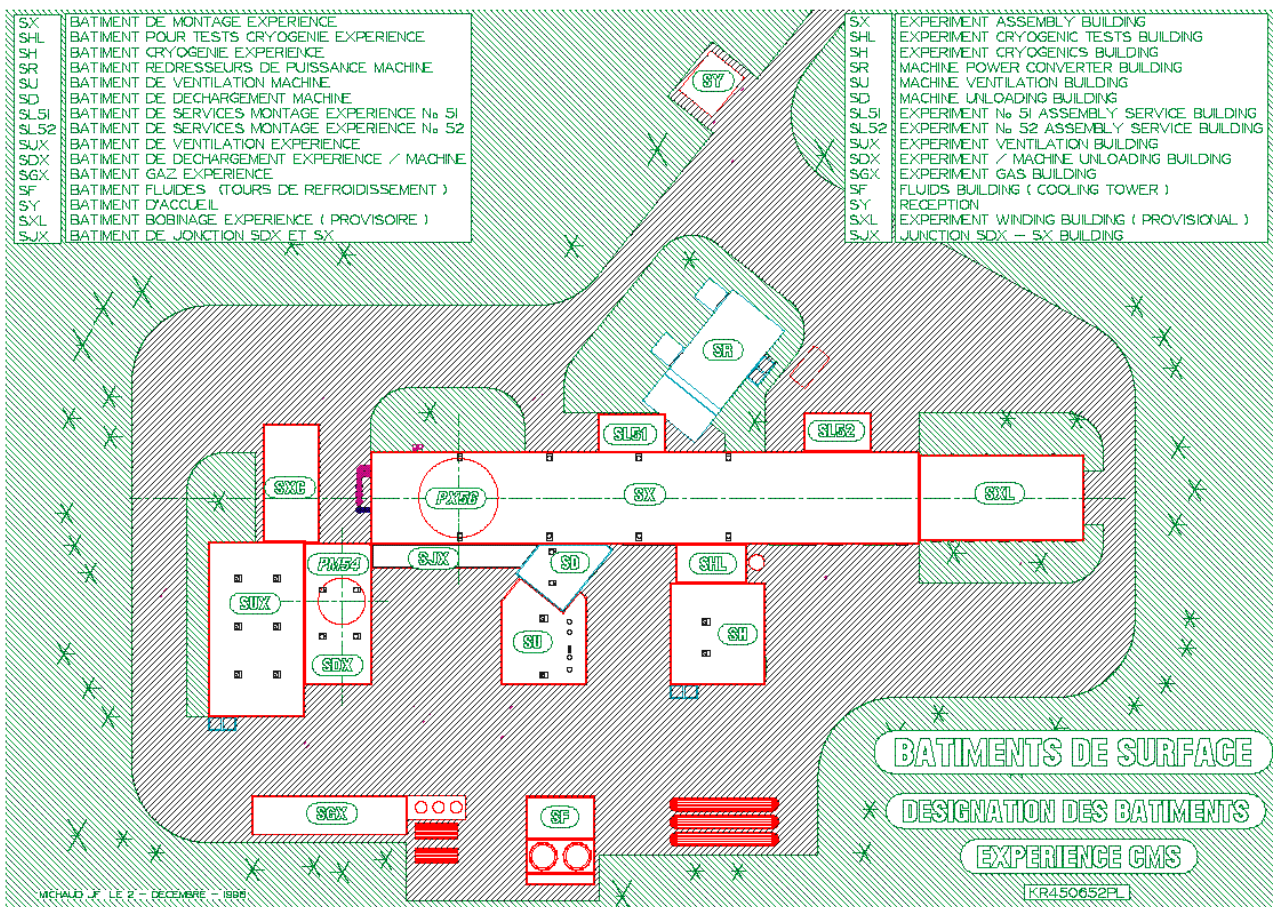 SX BATIMENT DE MONTAGE EXPERIENCE
SHL BATIMENT POUR TESTS CRYOGENIE EXPERIENCE
SH BATIMENT CRYOGENIE EXPERIENCE
SR BATIMENT REDRESSEURS DE PUISSANCE MACHINE
SU BATIMENT DE VENTILATION MACHINE
SD BATIMENT DE DECHARGEMENT MACHINE
SL51 BATIMENT DE SERVICES MONTAGE EXPERIENCE No 51
SL52 BATIMENT DE SERVICES MONTAGE EXPERIENCE No 52
SUX BATIMENT DE VENTILATION EXPERIENCE
SDX BATIMENT DE DECHARGEMENT EXPERIENCE / MACHINE
SGX BATIMENT GAZ EXPERIENCE
SF BATIMENT FLUIDES (TOURS DE REFROIDISSEMENT )
SY BATIMENT D'ACCUEIL
SXL BATIMENT BOBINAGE EXPERIENCE ( PROVISOIRE )
SJX BATIMENT DE JONCTION SDX ET SX
SX EXPERIMENT ASSEMBLY BUILDING
SHL EXPERIMENT CRYOGENIC TESTS BUILDING
SH EXPERIMENT CRYOGENICS BUILDING
SR MACHINE POWER CONVERTER BUILDING
SU MACHINE VENTILATION BUILDING
SD MACHINE UNLOADING BUILDING
SL51 EXPERIMENT No 51 ASSEMBLY SERVICE BUILDING
SL52 EXPERIMENT No 52 ASSEMBLY SERVICE BUILDING
SUX EXPERIMENT VENTILATION BUILDING
SDX EXPERIMENT / MACHINE UNLOADING BUILDING
SGX EXPERIMENT GAS BUILDING
SF FLUIDS BUILDING ( COOLING TOWER )
SY RECEPTION
SXL EXPERIMENT WINDING BUILDING ( PROVISIONAL )
SJX JUNCTION SDX - SX BUILDING
SY
SR
SL51
SL52
SXC
PX56
SX
SXL
PM54
SJX
SD
SHL
SUX
SU
SH
SDX
SGX
SF
BATIMENTS DE SURFACE
DESIGNATION DES BATIMENTS
EXPERIENCE CMS
KR450652PL
MICHAUD JF LE 2 - DECEMBRE - 1996